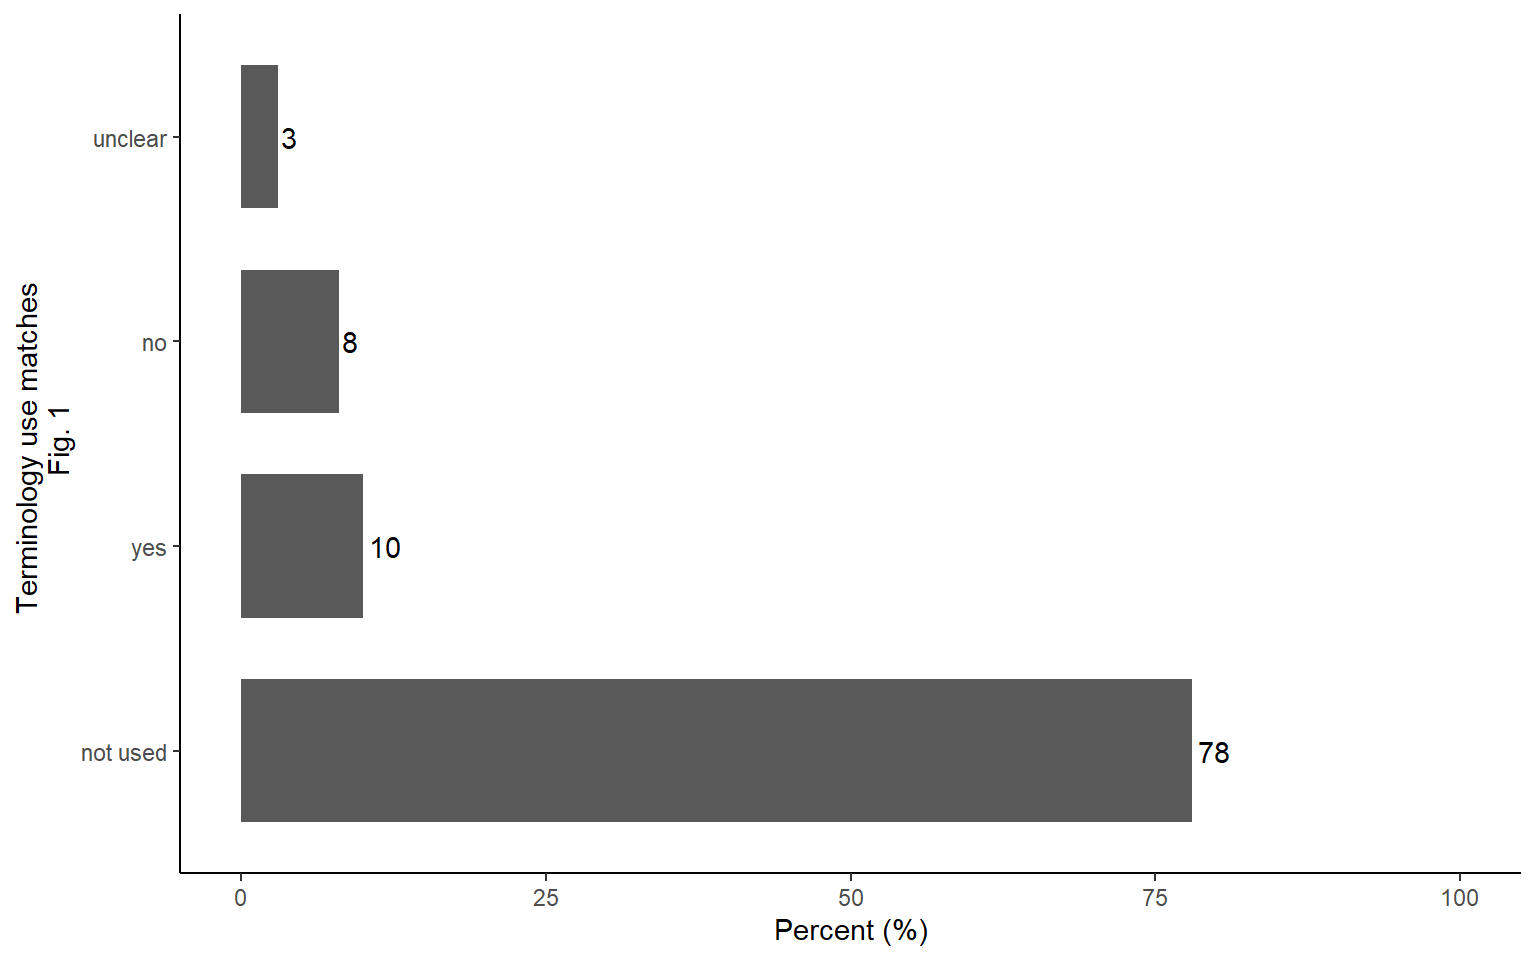 Terminology use matches
Fig. 1
unclear
3
no
8
yes
10
not used
78
0
25
50
75
100
Percent (%)